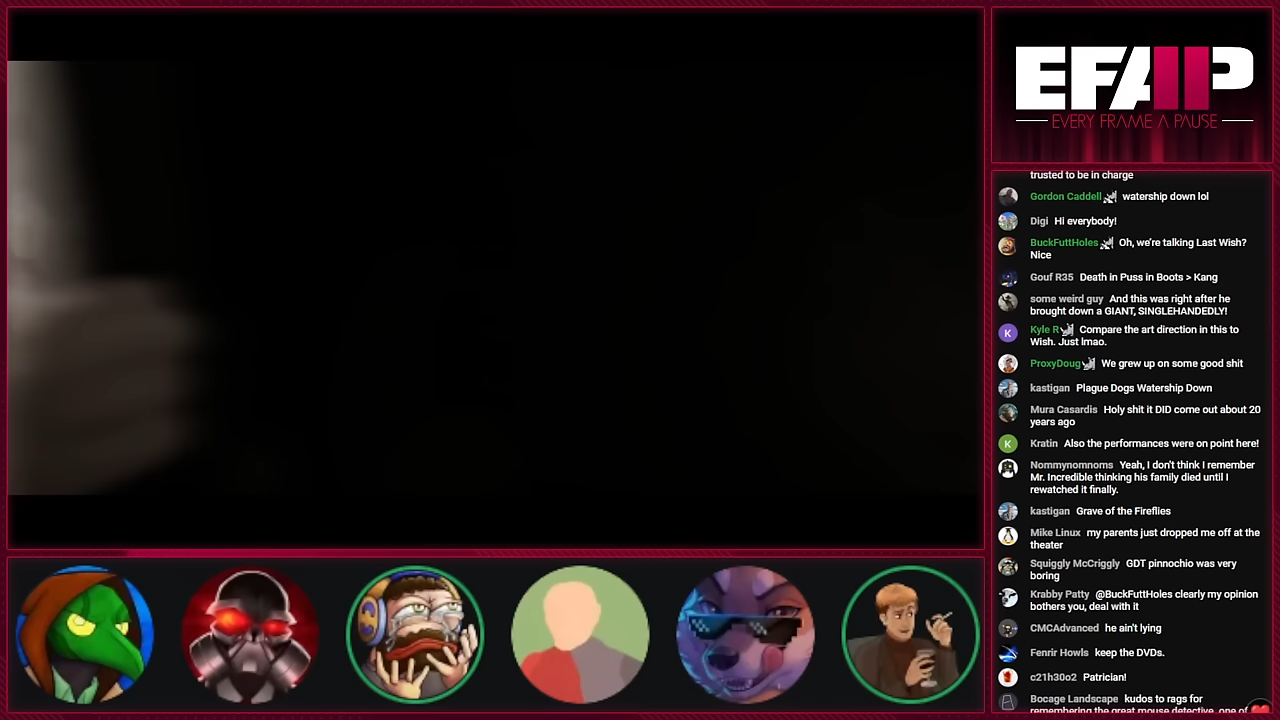 EFAP
EVERY FRAME A PAUSE
trusted to be in charge
Gordon Caddell watership down lol
Digi Hi everybody!
BuckFuttHoles Oh, we're talking Last Wish?
Nice
Gouf R35 Death in Puss in Boots > Kang
some weird guy And this was right after he
brought down a GIANT, SINGLEHANDEDLY!
K Kyle R Compare the art direction in this to
Wish. Just lmao.
ProxyDoug We grew up on some good shit
kastigan Plague Dogs Watership Down
Mura Casardis Holy shit it DID come out about 20
years ago
K Kratin Also the performances were on point here!
Nommynomnoms Yeah, I don't think I remember
Mr. Incredible thinking his family died until I
rewatched it finally.
kastigan Grave of the Fireflies
Mike Linux my parents just dropped me off at the
theater
Squiggly McCriggly GDT pinnochio was very
boring
Krabby Patty @BuckFuttHoles clearly my opinion
bothers you, deal with it
CMCAdvanced he ain't lying
Fenrir Howls keep the DVDs.
c21h30o2 Patrician!
Bocage Landscape kudos to rags for
remembering the great mouse detective, one of